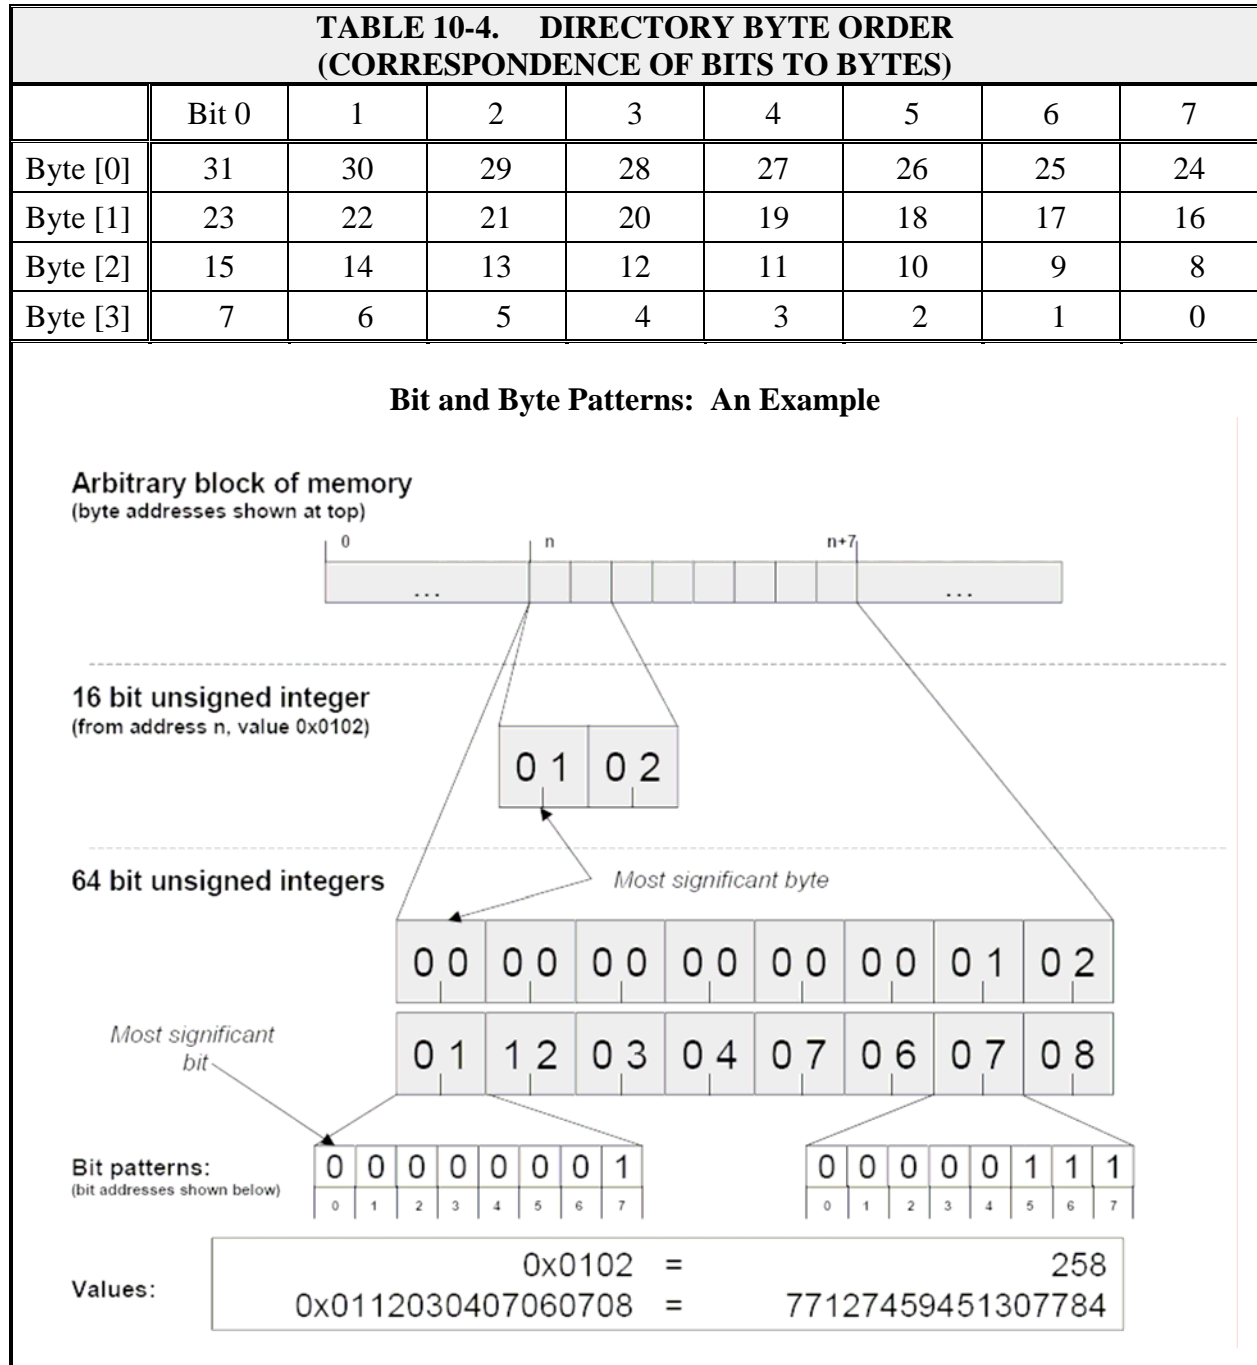 TABLE 10-4. DIRECTORY BYTE ORDER
(CORRESPONDENCE OF BITS TO BYTES)
Bit 0 1 2 3 4 5 6 7
Byte [0] 31 30 29 28 27 26 25 24
Byte [1] 23 22 21 20 19 18 17 16
Byte [2] 15 14 13 12 11 10 9 8
Byte [3] 7 6 5 4 3 2 1 0
Bit and Byte Patterns: An Example
Arbitrary block of memory
(byte addresses shown at top)
0 n n+7
... ...
16 bit unsigned integer
(from address n, value 0x0102)
0 1 0 2
64 bit unsigned integers
Most significant byte
0 0 0 0 0 0 0 0 0 0 0 0 0 1 0 2
Most significant
bit
0 1 1 2 0 3 0 4 0 7 0 6 0 7 0 8
Bit patterns:
(bit addresses shown below)
0 0 0 0 0 0 0 1 0 0 0 0 0 1 1 1
0 1 2 3 4 5 6 7 0 1 2 3 4 5 6 7
Values:
0x0102 = 258
0x0112030407060708 = 77127459451307784